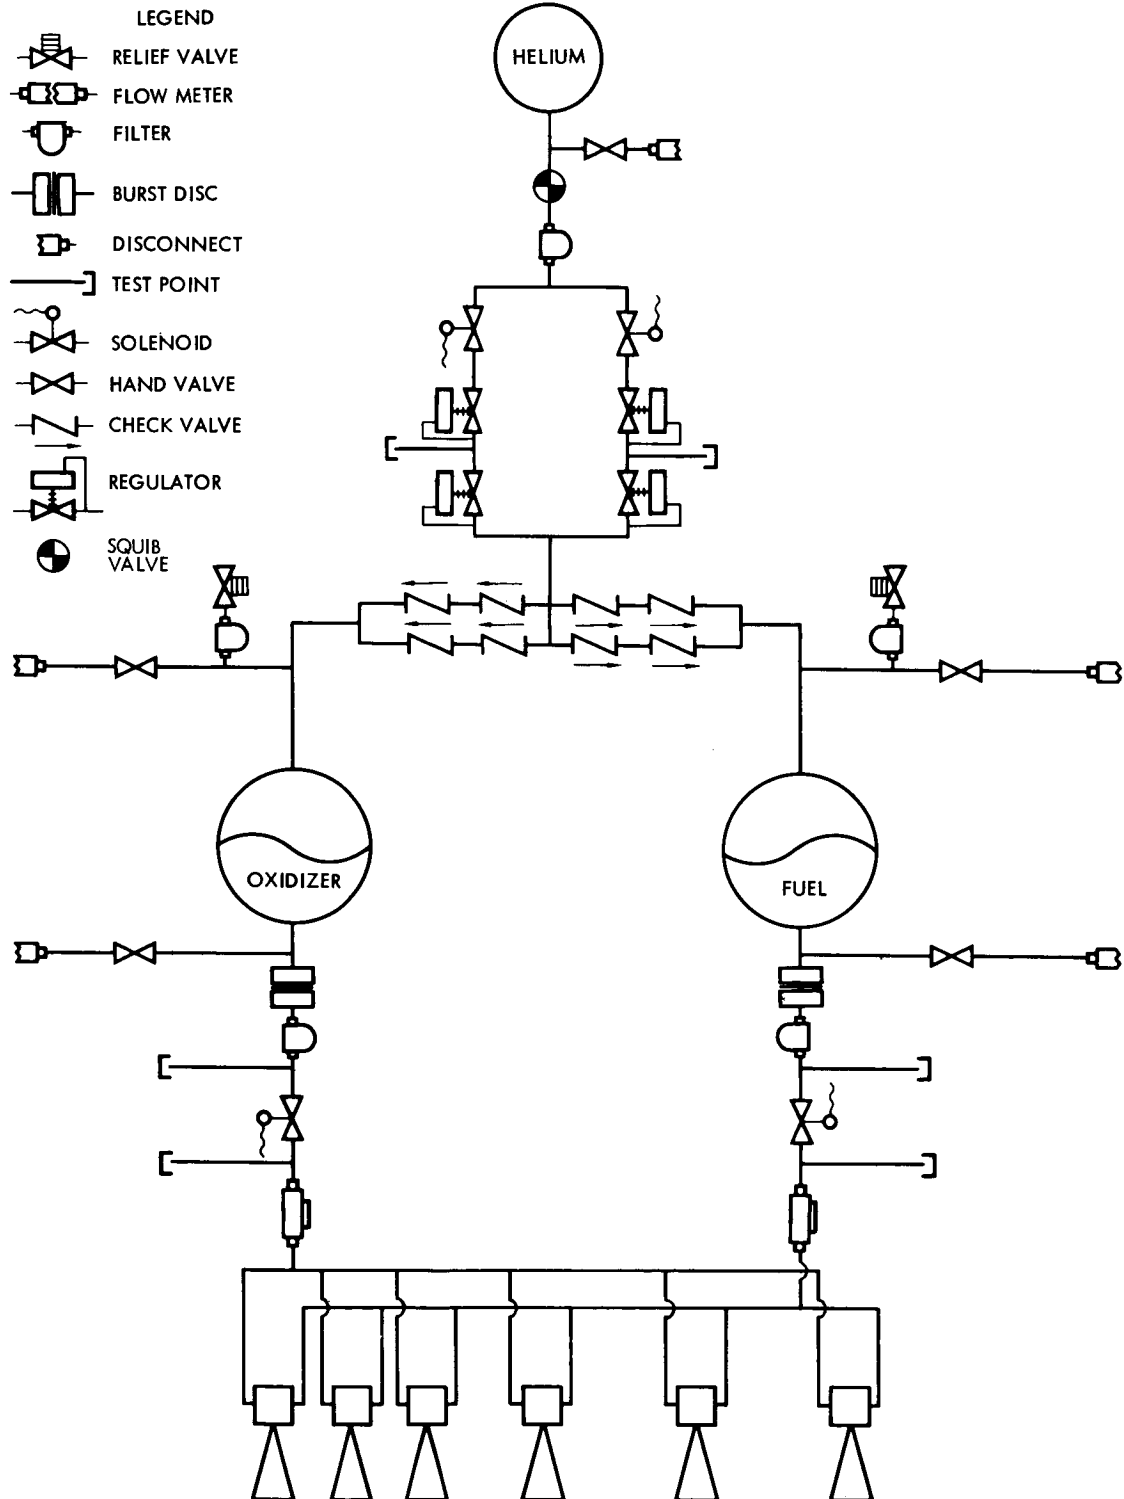 LEGEND
RELIEF VALVE
FLOW METER
FILTER
BURST DISC
DISCONNECT
TEST POINT
SOLENOID
HAND VALVE
CHECK VALVE
REGULATOR
SQUIB
VALVE
HELIUM
OXIDIZER
FUEL